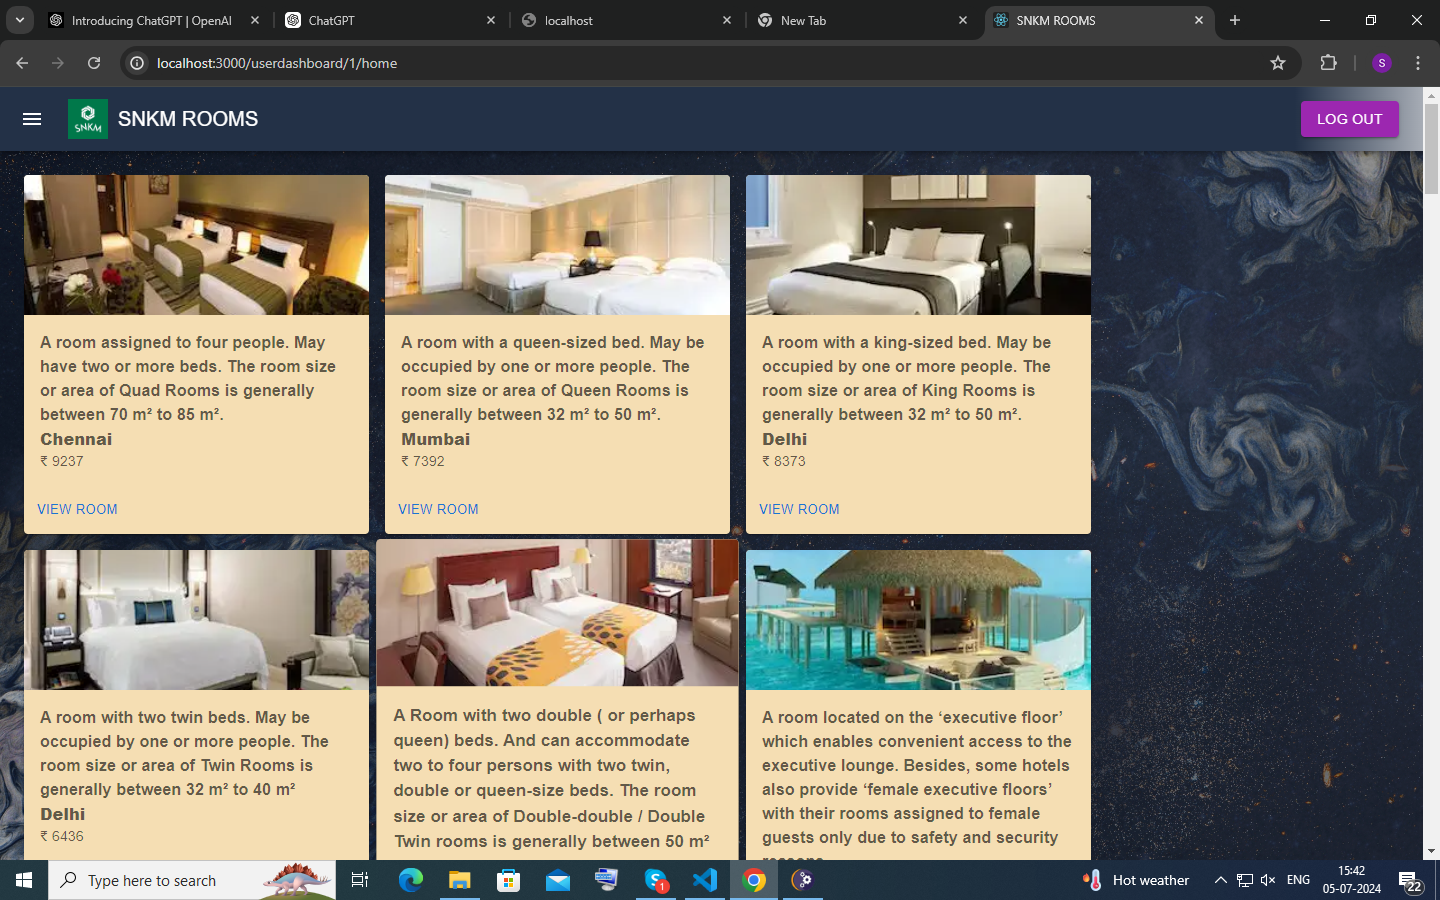 Introducing ChatGPT | OpenAI
ChatGPT
localhost
New Tab
SNKM ROOMS
localhost:3000/userdashboard/1/home
S
SNKM
SNKM ROOMS
LOG OUT
A room assigned to four people. May
have two or more beds. The room size
or area of Quad Rooms is generally
between 70 m² to 85 m².
Chennai
₹ 9237
VIEW ROOM
A room with a queen-sized bed. May be
occupied by one or more people. The
room size or area of Queen Rooms is
generally between 32 m² to 50 m².
Mumbai
₹ 7392
VIEW ROOM
A room with a king-sized bed. May be
occupied by one or more people. The
room size or area of King Rooms is
generally between 32 m² to 50 m².
Delhi
₹ 8373
VIEW ROOM
A room with two twin beds. May be
occupied by one or more people. The
room size or area of Twin Rooms is
generally between 32 m² to 40 m²
Delhi
₹ 6436
A Room with two double ( or perhaps
queen) beds. And can accommodate
two to four persons with two twin,
double or queen-size beds. The room
size or area of Double-double / Double
Twin rooms is generally between 50 m²
A room located on the ‘executive floor’
which enables convenient access to the
executive lounge. Besides, some hotels
also provide ‘female executive floors’
with their rooms assigned to female
guests only due to safety and security
Type here to search
1
Hot weather
ENG
15:42
05-07-2024
22